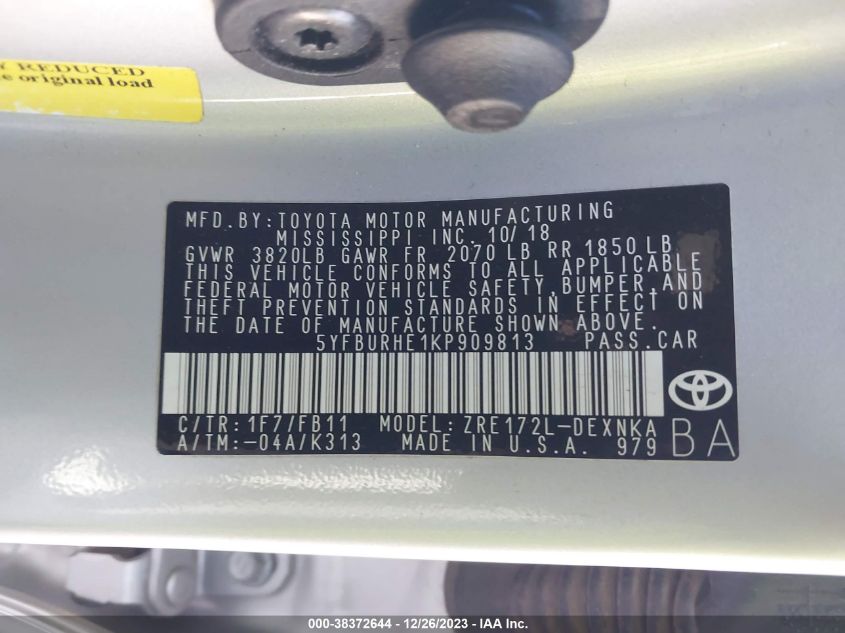 Y REDUCED
e original load
MFD.BY:TOYOTA MOTOR MANUFACTURING
MISSISSIPPI INC. 10/18
GVWR 3820LB GAWR FR 2070 LB RR 1850 LB
THIS VEHICLE CONFORMS TO ALL APPLICABLE
FEDERAL MOTOR VEHICLE SAFETY,BUMPER,AND
THEFT PREVENTION STANDARDS IN EFFECT ON
THE DATE OF MANUFACTURE SHOWN ABOVE.
5YFBURHE1KP909813 PASS.CAR
C/TR:1F7/FB11 MODEL:ZRE172L-DEXNKA
A/TM:-04A/K313 MADE IN U.S.A. 979
BA
000-38372644 - 12/26/2023 - IAA Inc.